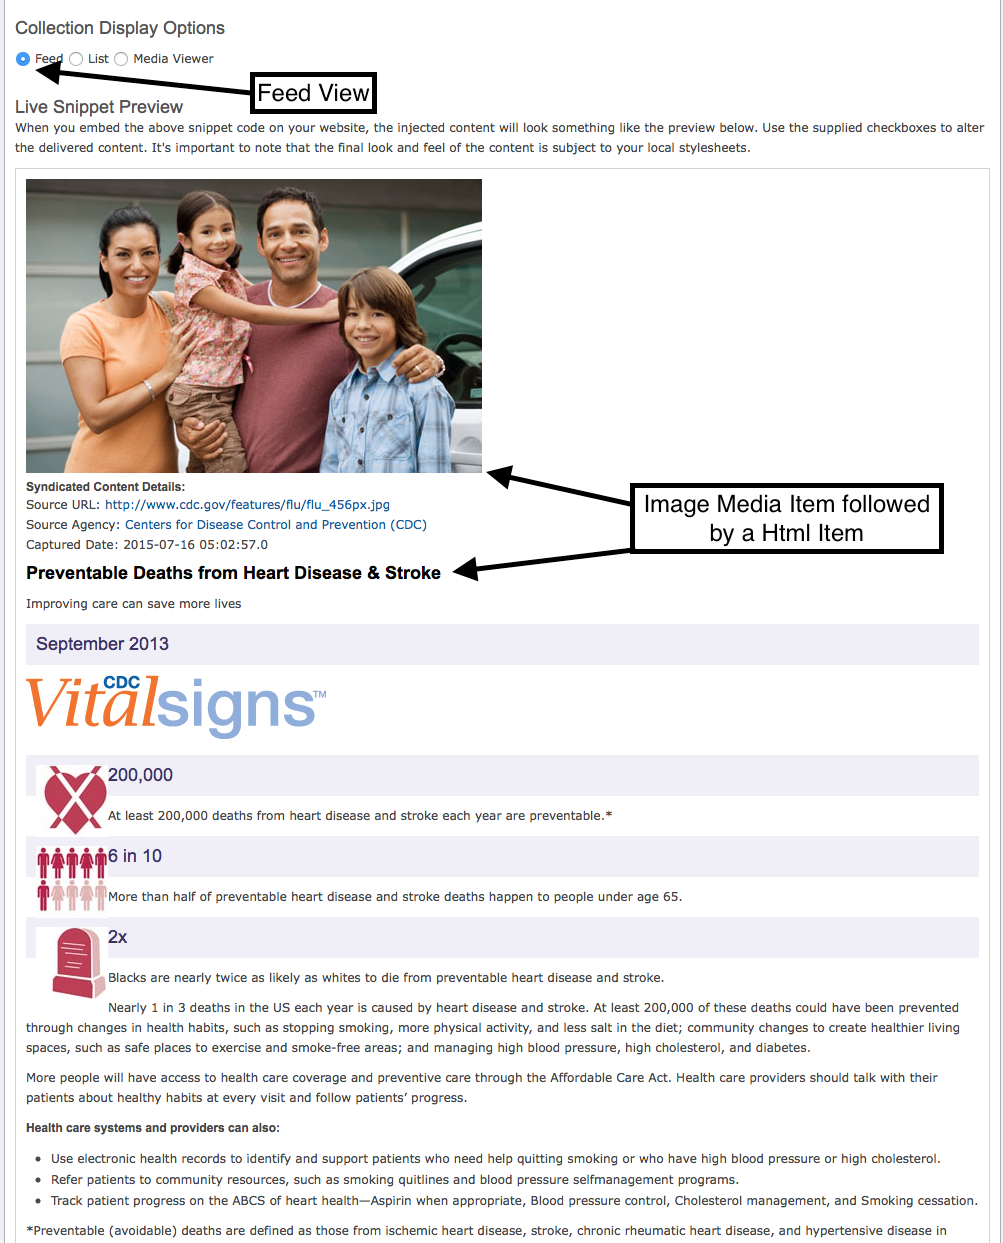 Collection Display Options
Feed List Media Viewer
Feed View
Live Snippet Preview
When you embed the above snippet code on your website, the injected content will look something like the preview below. Use the supplied checkboxes to alter
the delivered content. It's important to note that the final look and feel of the content is subject to your local stylesheets.
Syndicated Content Details:
Source URL: http://www.cdc.gov/features/flu/flu_456px.jpg
Source Agency: Centers for Disease Control and Prevention (CDC)
Captured Date: 2015-07-16 05:02:57.0
Image Media Item followed
by a Html Item
Preventable Deaths from Heart Disease & Stroke
Improving care can save more lives
September 2013
CDC
Vitalsigns™
200,000
At least 200,000 deaths from heart disease and stroke each year are preventable.*
6 in 10
More than half of preventable heart disease and stroke deaths happen to people under age 65.
2x
Blacks are nearly twice as likely as whites to die from preventable heart disease and stroke.
Nearly 1 in 3 deaths in the US each year is caused by heart disease and stroke. At least 200,000 of these deaths could have been prevented
through changes in health habits, such as stopping smoking, more physical activity, and less salt in the diet; community changes to create healthier living
spaces, such as safe places to exercise and smoke-free areas; and managing high blood pressure, high cholesterol, and diabetes.
More people will have access to health care coverage and preventive care through the Affordable Care Act. Health care providers should talk with their
patients about healthy habits at every visit and follow patients’ progress.
Health care systems and providers can also:
• Use electronic health records to identify and support patients who need help quitting smoking or who have high blood pressure or high cholesterol.
• Refer patients to community resources, such as smoking quitlines and blood pressure selfmanagement programs.
• Track patient progress on the ABCS of heart health—Aspirin when appropriate, Blood pressure control, Cholesterol management, and Smoking cessation.
*Preventable (avoidable) deaths are defined as those from ischemic heart disease, stroke, chronic rheumatic heart disease, and hypertensive disease in